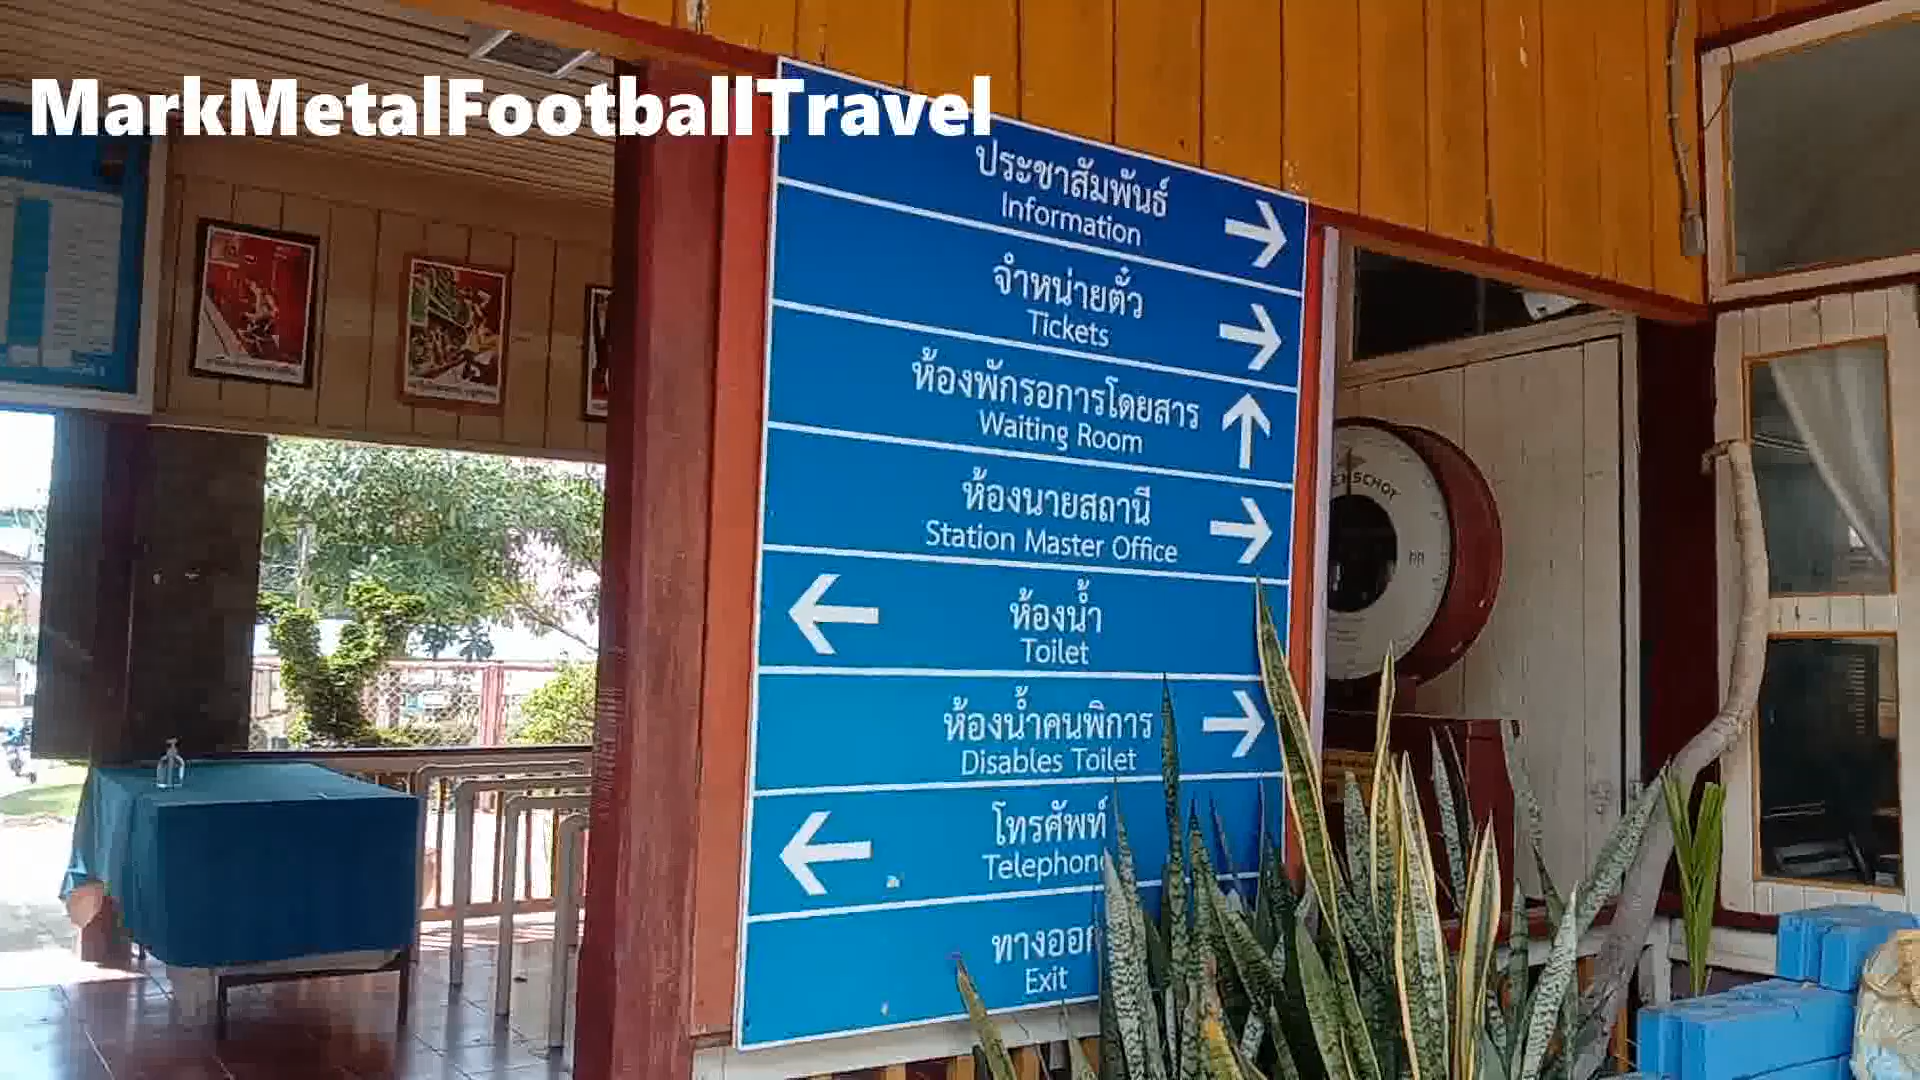 MarkMetalFootballTravel
ประชาสัมพันธ์
Information
จำหน่ายตั๋ว
Tickets
ห้องพักรอการโดยสาร
Waiting Room
ห้องนายสถานี
Station Master Office
ห้องน้ำ
Toilet
ห้องน้ำคนพิการ
Disables Toilet
โทรศัพท์
Telephone
ทางออก
Exit